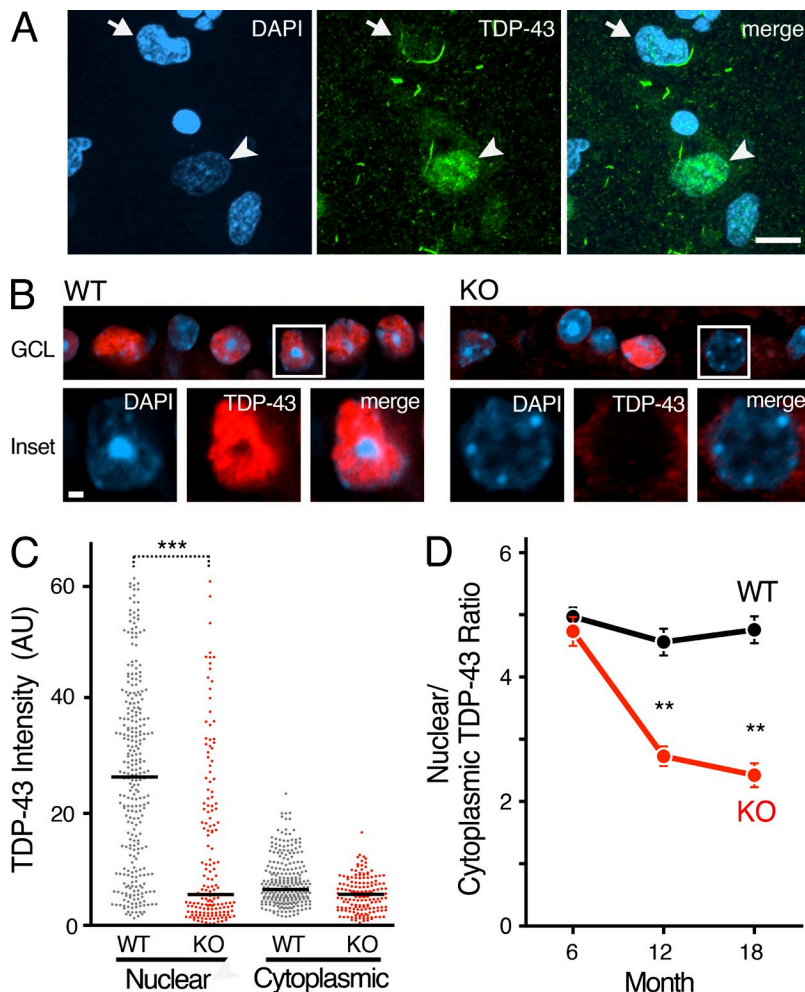 A
DAPI
TDP-43
merge
B
WT
KO
GCL
Inset
DAPI
TDP-43
merge
DAPI
TDP-43
merge
C
***
60
40
20
0
TDP-43 Intensity (AU)
WT
KO
WT
KO
Nuclear
Cytoplasmic
D
6
4
2
0
Nuclear/
Cytoplasmic TDP-43 Ratio
WT
**
**
KO
6
12
18
Month